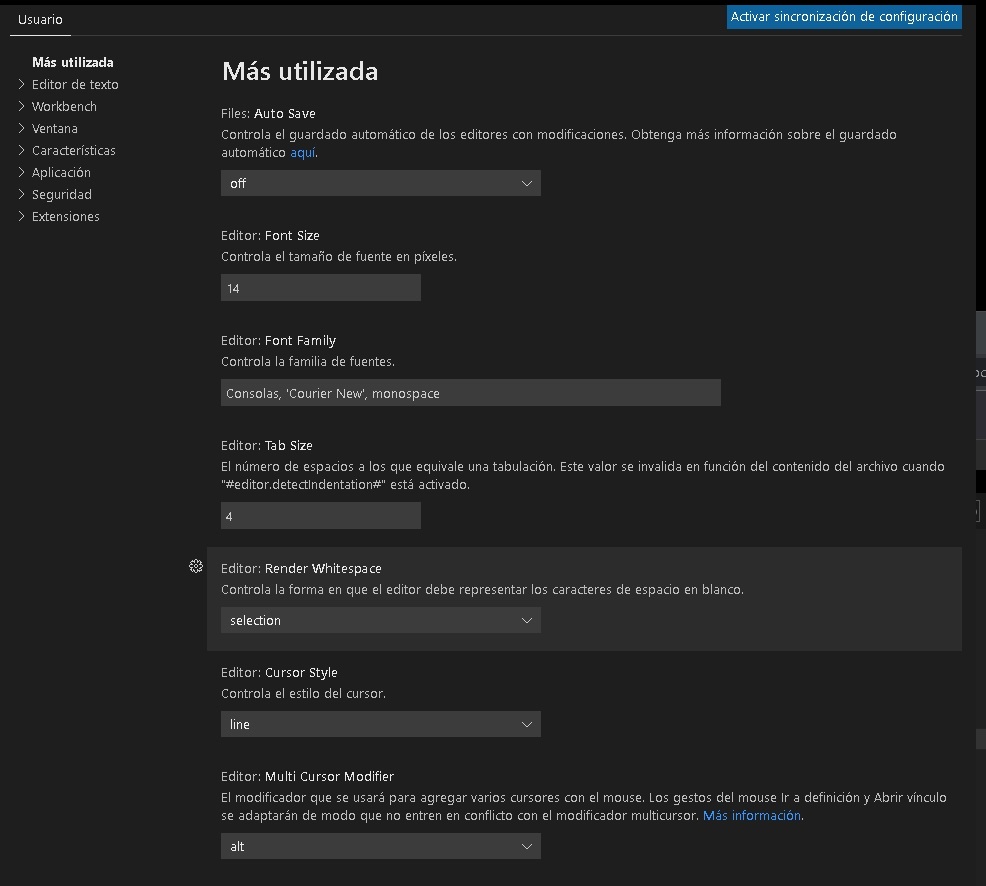 Usuario
Activar sincronización de configuración
Más utilizada
Editor de texto
Workbench
Ventana
Características
Aplicación
Seguridad
Extensiones
Más utilizada
Files: Auto Save
Controla el guardado automático de los editores con modificaciones. Obtenga más información sobre el guardado
automático aquí.
off
Editor: Font Size
Controla el tamaño de fuente en píxeles.
14
Editor: Font Family
Controla la familia de fuentes.
Consolas, 'Courier New', monospace
Editor: Tab Size
El número de espacios a los que equivale una tabulación. Este valor se invalida en función del contenido del archivo cuando
"#editor.detectIndentation#" está activado.
4
Editor: Render Whitespace
Controla la forma en que el editor debe representar los caracteres de espacio en blanco.
selection
Editor: Cursor Style
Controla el estilo del cursor.
line
Editor: Multi Cursor Modifier
El modificador que se usará para agregar varios cursores con el mouse. Los gestos del mouse Ir a definición y Abrir vínculo
se adaptarán de modo que no entren en conflicto con el modificador multicursor. Más información.
alt